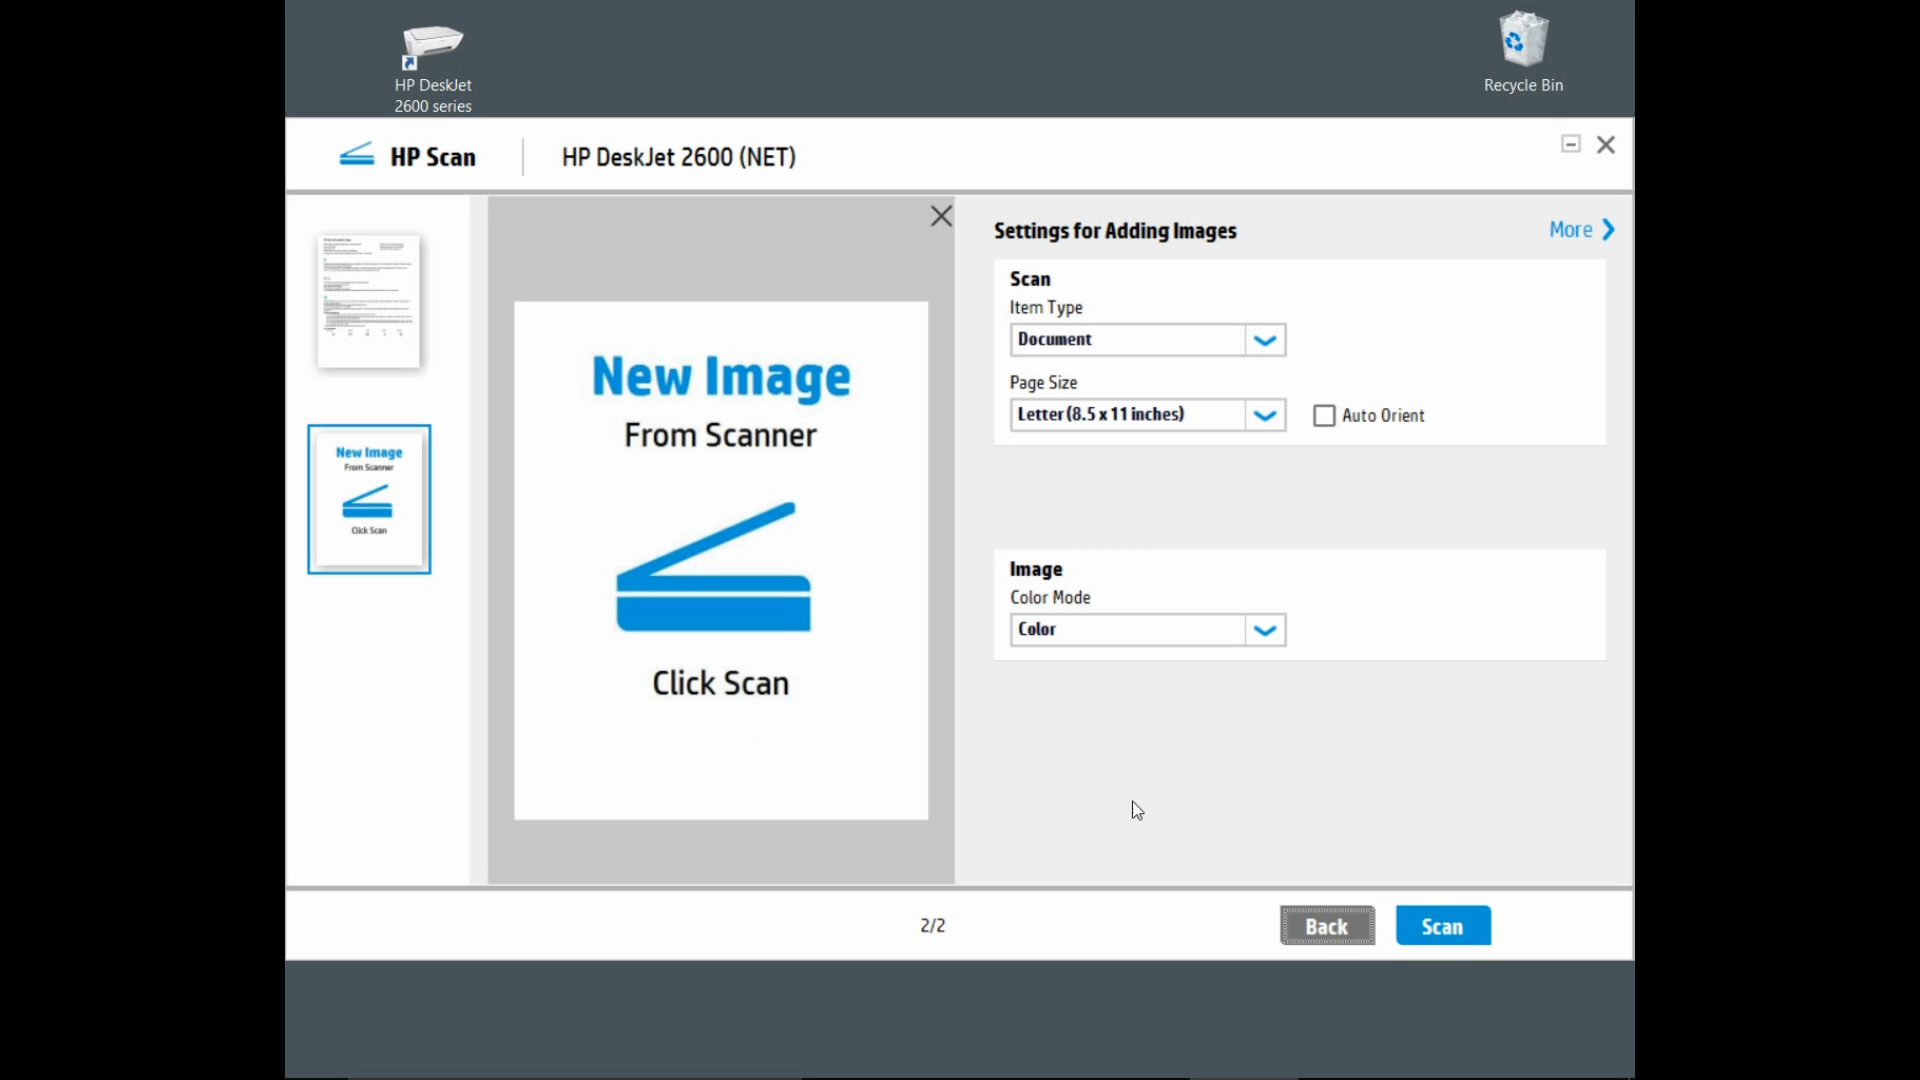 HP DeskJet
2600 series
Recycle Bin
HP Scan
HP DeskJet 2600 (NET)
Settings for Adding Images
More
Scan
Item Type
Document
Page Size
Letter (8.5 x 11 inches)
Auto Orient
Image
Color Mode
Color
New Image
From Scanner
Click Scan
New Image
From Scanner
Click Scan
2/2
Back
Scan